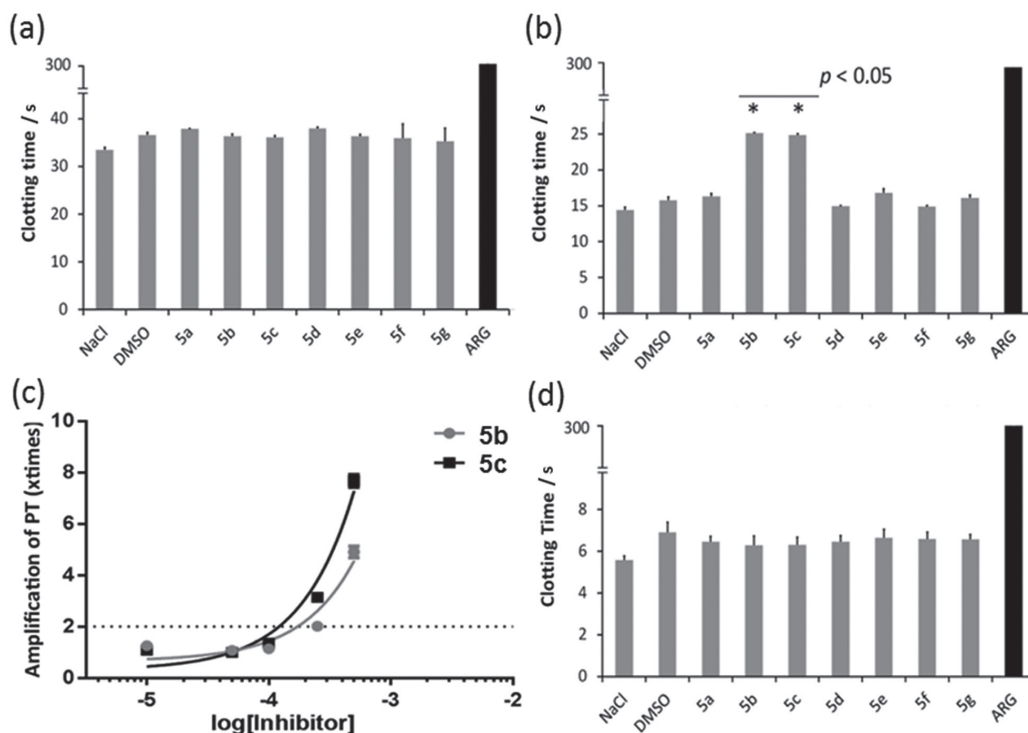 (a)
Clotting time / s
300
40
30
20
10
0
NaCl DMSO 5a 5b 5c 5d 5e 5f 5g ARG
(b)
Clotting time / s
300
25
20
15
10
5
0
p < 0.05
* *
NaCl DMSO 5a 5b 5c 5d 5e 5f 5g ARG
(c)
Amplification of PT (xtimes)
10
8
6
4
2
0
5b
5c
-5 -4 -3 -2
log[Inhibitor]
(d)
Clotting Time / s
300
8
6
4
2
0
NaCl DMSO 5a 5b 5c 5d 5e 5f 5g ARG